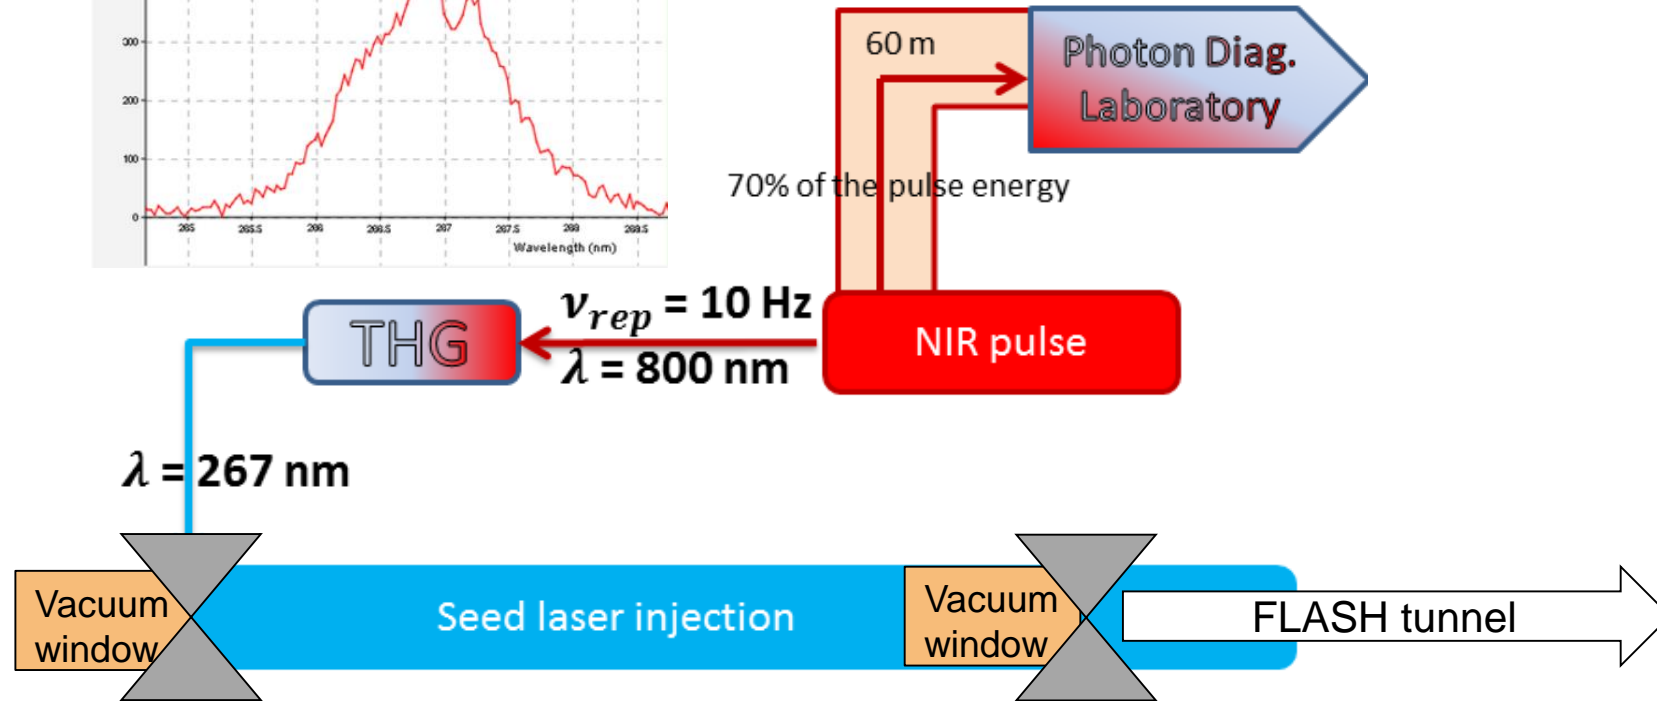 300
200
100
0
265
265.5
266
266.5
267
267.5
268
268.5
Wavelength (nm)
60 m
Photon Diag.
Laboratory
70% of the pulse energy
THG
ν_rep = 10 Hz
λ = 800 nm
NIR pulse
λ = 267 nm
Vacuum
window
Seed laser injection
Vacuum
window
FLASH tunnel